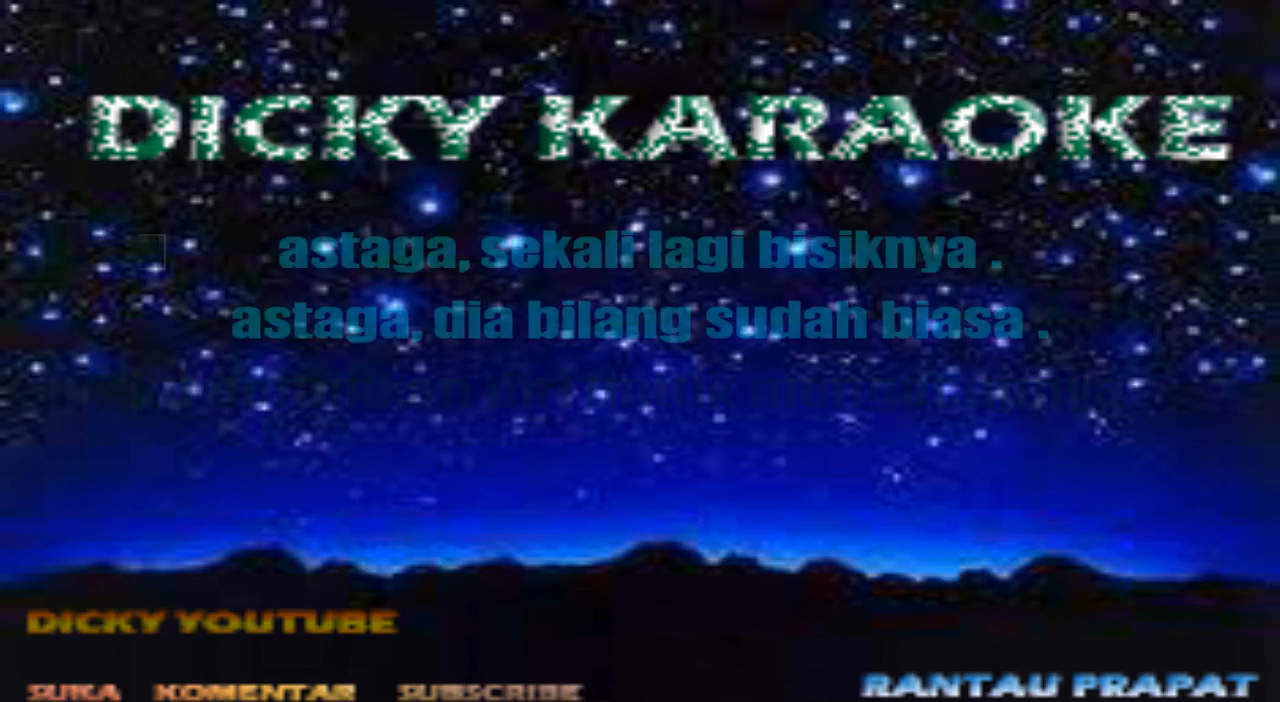 DICKY KARAOKE
astaga, sekali lagi bisiknya .
astaga, dia bilang sudah biasa .
DICKY YOUTUBE
SUKA KOMENTAR SUBSCRIBE
RANTAU PRAPAT